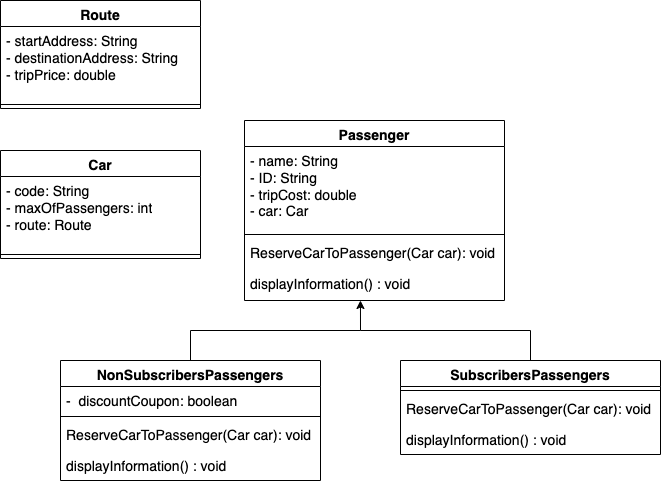 Route
- startAddress: String
- destinationAddress: String
- tripPrice: double
Car
- code: String
- maxOfPassengers: int
- route: Route
Passenger
- name: String
- ID: String
- tripCost: double
- car: Car
ReserveCarToPassenger(Car car): void
displayInformation() : void
NonSubscribersPassengers
- discountCoupon: boolean
ReserveCarToPassenger(Car car): void
displayInformation() : void
SubscribersPassengers
ReserveCarToPassenger(Car car): void
displayInformation() : void